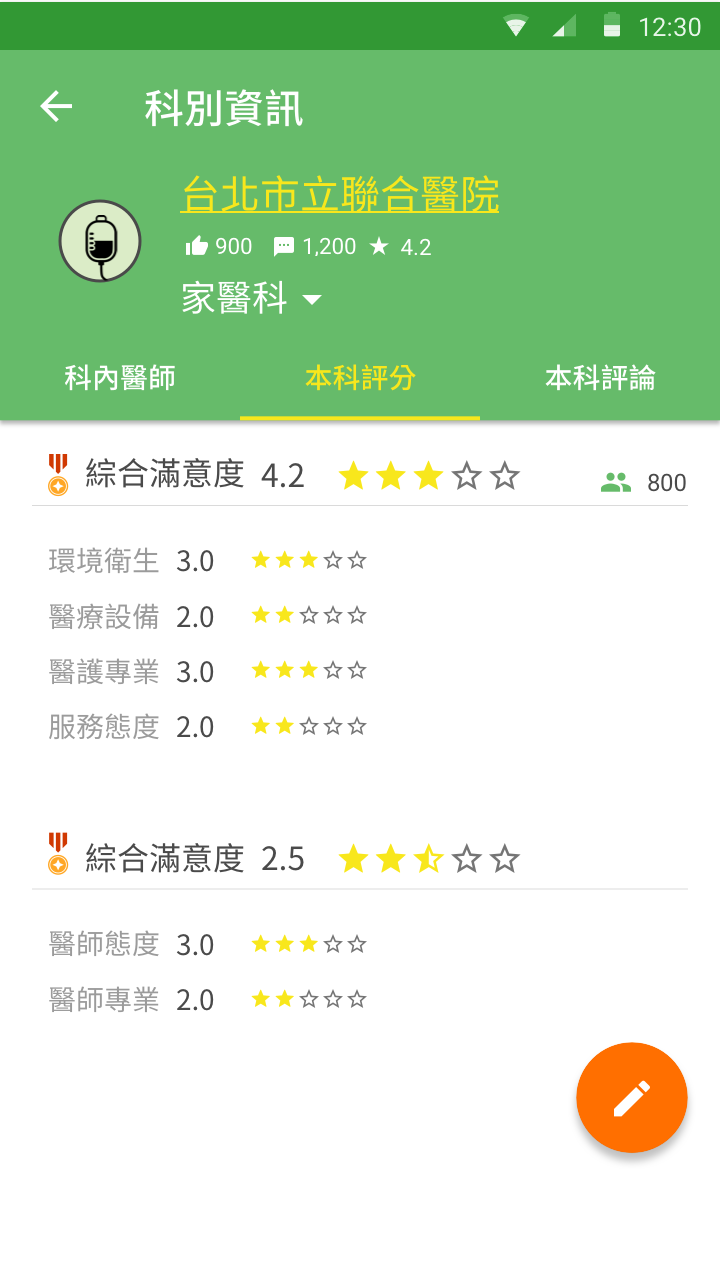 12:30
科別資訊
台北市立聯合醫院
900 1,200 4.2
家醫科
科內醫師 本科評分 本科評論
綜合滿意度 4.2 800
環境衛生 3.0
醫療設備 2.0
醫護專業 3.0
服務態度 2.0
綜合滿意度 2.5
醫師態度 3.0
醫師專業 2.0